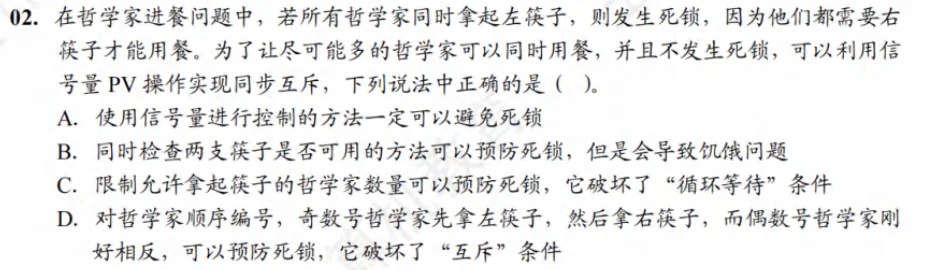 02. 在哲学家进餐问题中，若所有哲学家同时拿起左筷子，则发生死锁，因为他们都需要右
筷子才能用餐。为了让尽可能多的哲学家可以同时用餐，并且不发生死锁，可以利用信
号量 PV 操作实现同步互斥，下列说法中正确的是（ ）。
A. 使用信号量进行控制的方法一定可以避免死锁
B. 同时检查两支筷子是否可用的方法可以预防死锁，但是会导致饥饿问题
C. 限制允许拿起筷子的哲学家数量可以预防死锁，它破坏了“循环等待”条件
D. 对哲学家顺序编号，奇数号哲学家先拿左筷子，然后拿右筷子，而偶数号哲学家刚
好相反，可以预防死锁，它破坏了“互斥”条件